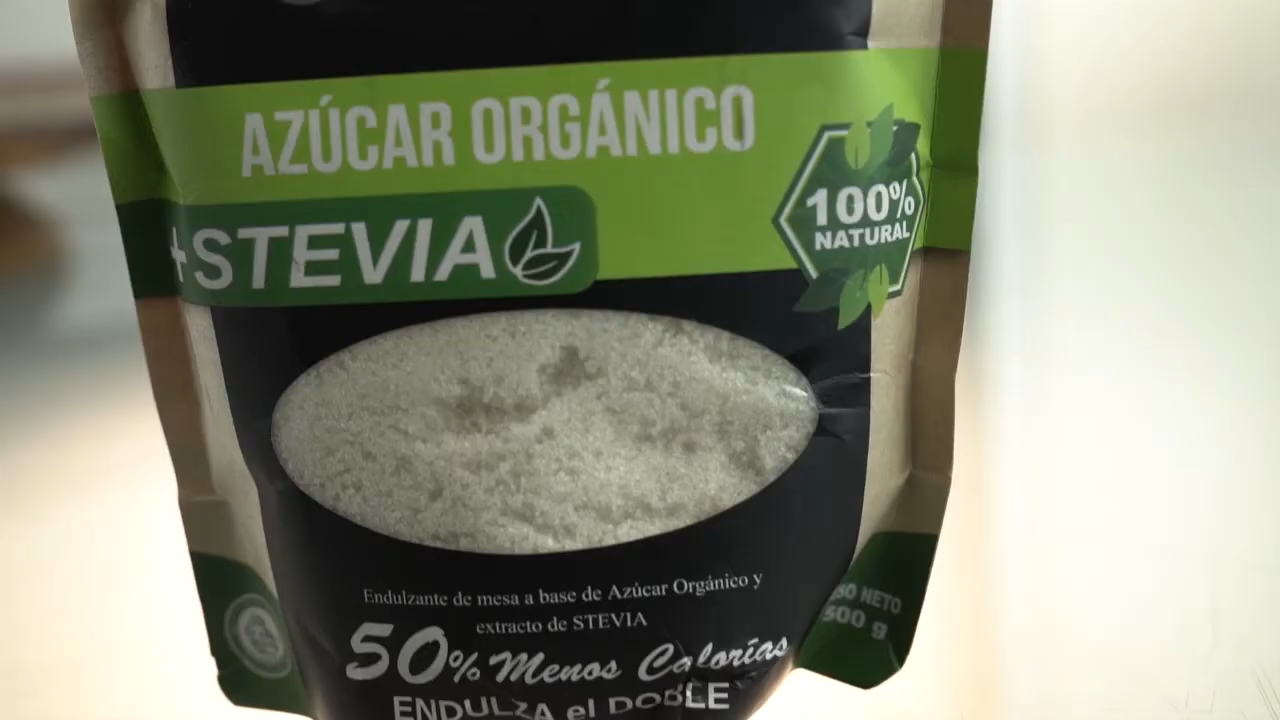 AZÚCAR ORGÁNICO
+STEVIA
100%
NATURAL
Endulzante de mesa a base de Azúcar Orgánico y
extracto de STEVIA
50% Menos Calorías
ENDULZA el DOBLE
NETO
500 g